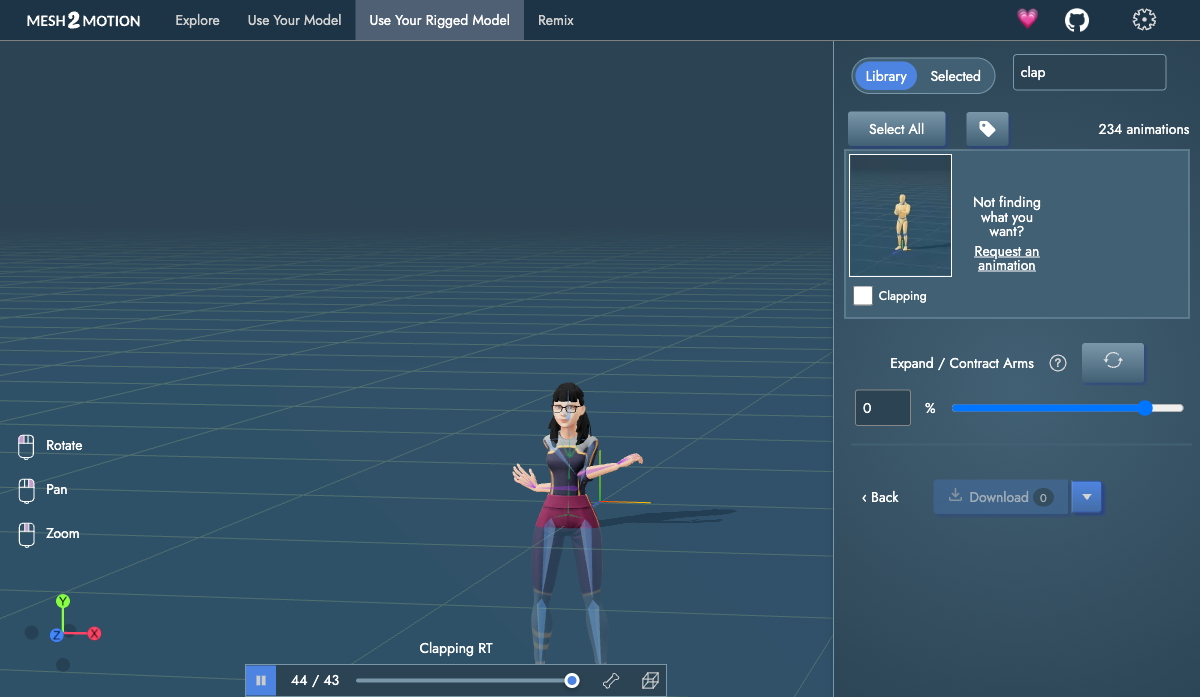 MESH2MOTION
Explore
Use Your Model
Use Your Rigged Model
Remix
Library
Selected
clap
Select All
234 animations
Not finding
what you
want?
Request an
animation
Clapping
Expand / Contract Arms
?
0
%
‹ Back
Download 0
Rotate
Pan
Zoom
Y
Z
X
Clapping RT
44 / 43